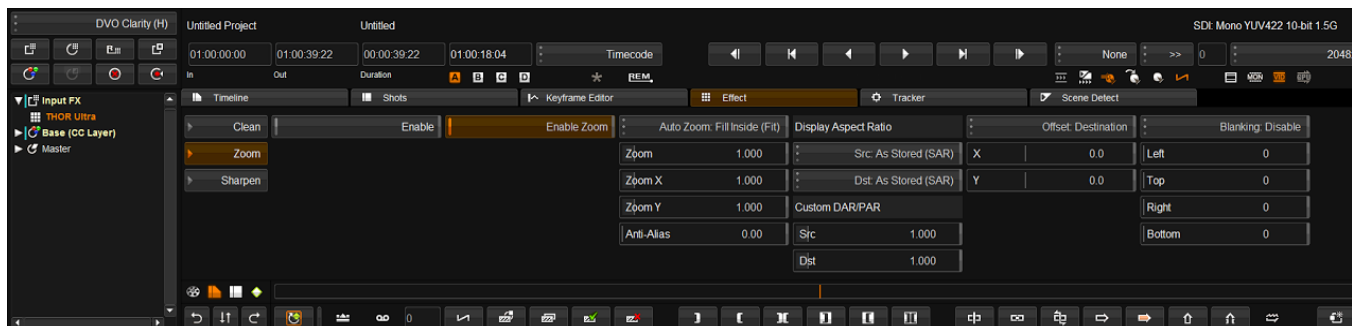 DVO Clarity (H) Untitled Project Untitled SDI: Mono YUV422 10-bit 1.5G
01:00:00:00 01:00:39:22 00:00:39:22 01:00:18:04 Timecode None >> 0 2048
In Out Duration A B C D REM MON
Input FX Timeline Shots Keyframe Editor Effect Tracker Scene Detect
THOR Ultra
Base (CC Layer) Clean Enable Enable Zoom Auto Zoom: Fill Inside (Fit) Display Aspect Ratio Offset: Destination Blanking: Disable
Master Zoom Zoom 1.000 Src: As Stored (SAR) X 0.0 Left 0
Sharpen Zoom X 1.000 Dst: As Stored (SAR) Y 0.0 Top 0
Zoom Y 1.000 Custom DAR/PAR Right 0
Anti-Alias 0.00 Src 1.000 Bottom 0
Dst 1.000
0